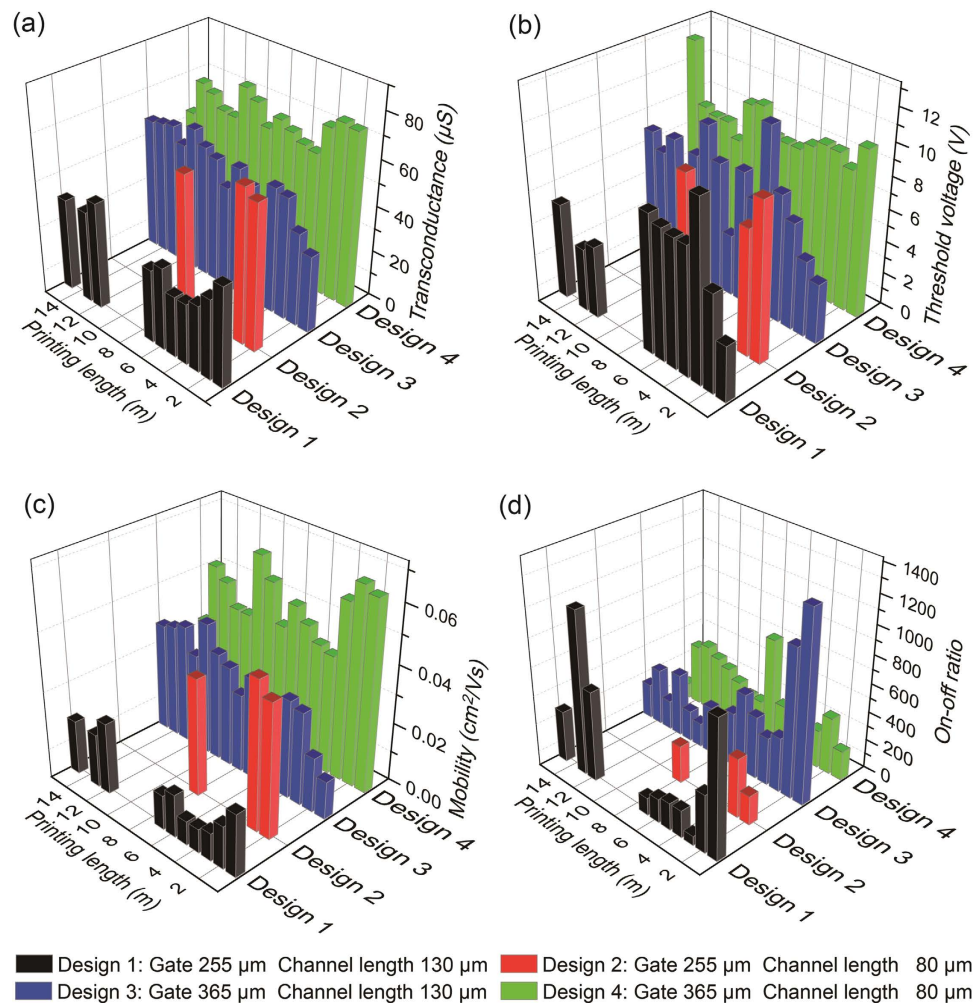 (a)
80
60
40
20
0
Transconductance (µS)
14
12
10
8
6
4
2
Printing length (m)
Design 1
Design 2
Design 3
Design 4
(b)
12
10
8
6
4
2
0
Threshold voltage (V)
14
12
10
8
6
4
2
Printing length (m)
Design 1
Design 2
Design 3
Design 4
(c)
0.06
0.04
0.02
0.00
Mobility (cm²/Vs)
14
12
10
8
6
4
2
Printing length (m)
Design 1
Design 2
Design 3
Design 4
(d)
1400
1200
1000
800
600
400
200
0
On-off ratio
14
12
10
8
6
4
2
Printing length (m)
Design 1
Design 2
Design 3
Design 4
Design 1: Gate 255 µm Channel length 130 µm
Design 2: Gate 255 µm Channel length 80 µm
Design 3: Gate 365 µm Channel length 130 µm
Design 4: Gate 365 µm Channel length 80 µm